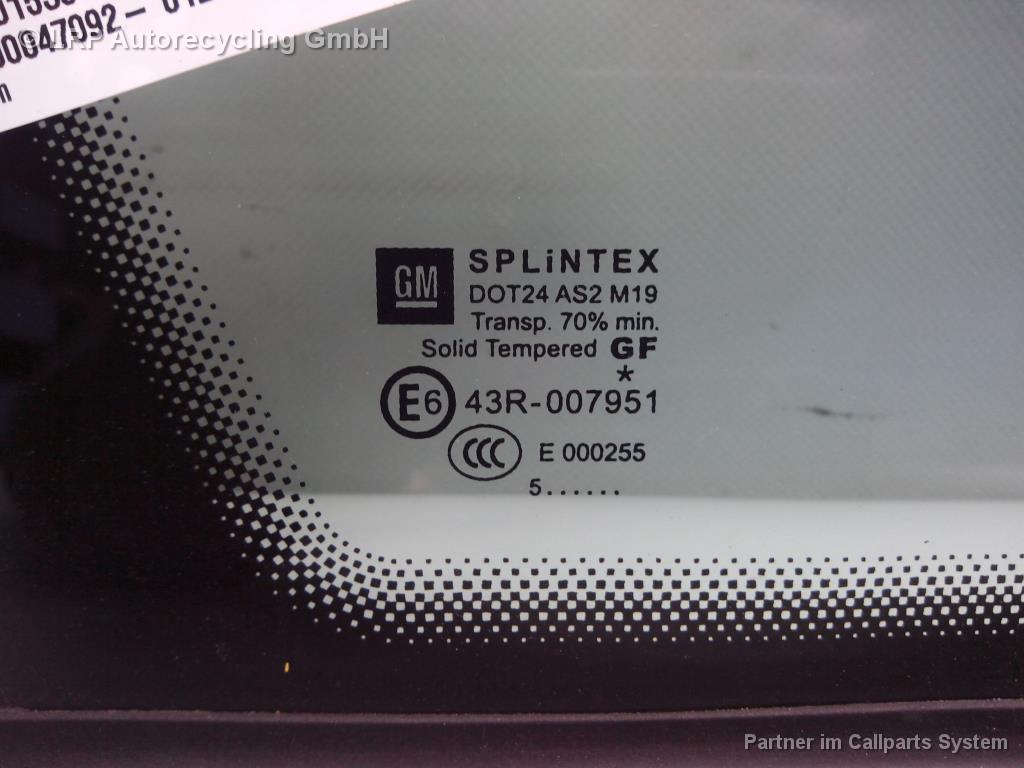 © LRP Autorecycling GmbH
GM
SPLiNTEX
DOT24 AS2 M19
Transp. 70% min.
Solid Tempered GF
*
E6 43R-007951
CCC E 000255
5......
Partner im Callparts System